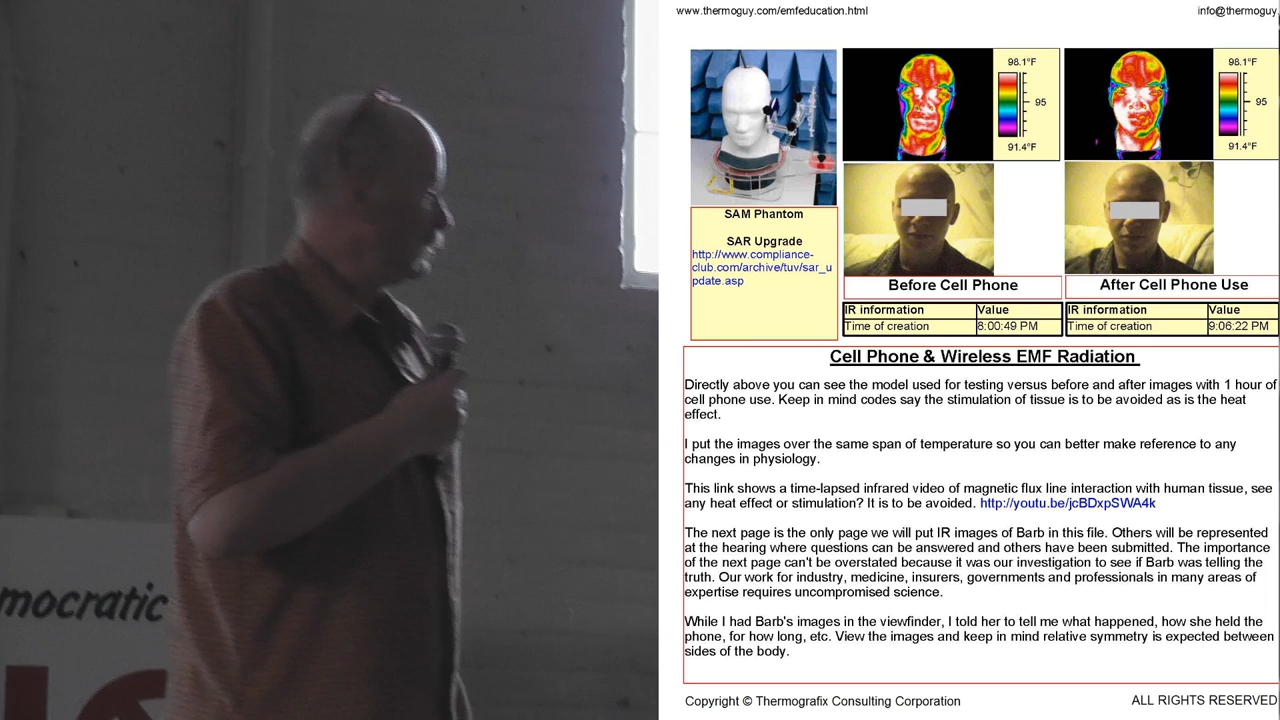 www.thermoguy.com/emfeducation.html
info@thermoguy
98.1°F
95
91.4°F
98.1°F
95
91.4°F
SAM Phantom
SAR Upgrade
http://www.compliance-
club.com/archive/tuv/sar_u
pdate.asp
Before Cell Phone
After Cell Phone Use
IR information Value
Time of creation 8:00:49 PM
IR information Value
Time of creation 9:06:22 PM
Cell Phone & Wireless EMF Radiation
Directly above you can see the model used for testing versus before and after images with 1 hour of
cell phone use. Keep in mind codes say the stimulation of tissue is to be avoided as is the heat
effect.
I put the images over the same span of temperature so you can better make reference to any
changes in physiology.
This link shows a time-lapsed infrared video of magnetic flux line interaction with human tissue, see
any heat effect or stimulation? It is to be avoided. http://youtu.be/jcBDxpSWA4k
The next page is the only page we will put IR images of Barb in this file. Others will be represented
at the hearing where questions can be answered and others have been submitted. The importance
of the next page can't be overstated because it was our investigation to see if Barb was telling the
truth. Our work for industry, medicine, insurers, governments and professionals in many areas of
expertise requires uncompromised science.
While I had Barb's images in the viewfinder, I told her to tell me what happened, how she held the
phone, for how long, etc. View the images and keep in mind relative symmetry is expected between
sides of the body.
Copyright © Thermografix Consulting Corporation
ALL RIGHTS RESERVED
mocratic